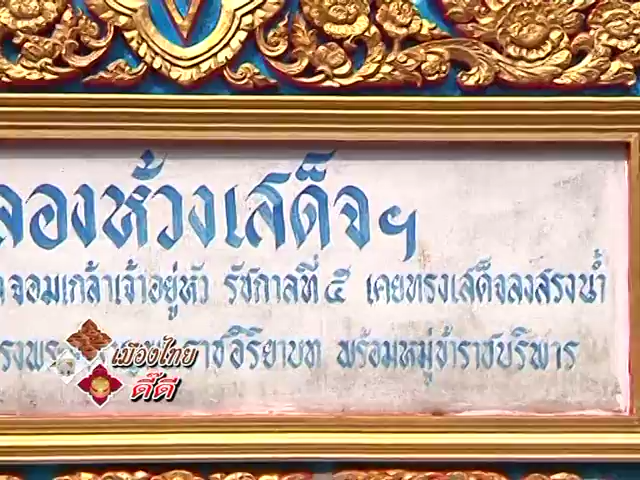 ลองห้วงเสด็จฯ
จอมเกล้าเจ้าอยู่หัว รัชกาลที่ ๕ เคยทรงเสด็จลงสรงน้ำ
ราชอิริยาบท พร้อมหมู่ข้าราชบริพาร
เมืองไทย
ดี๊ดี